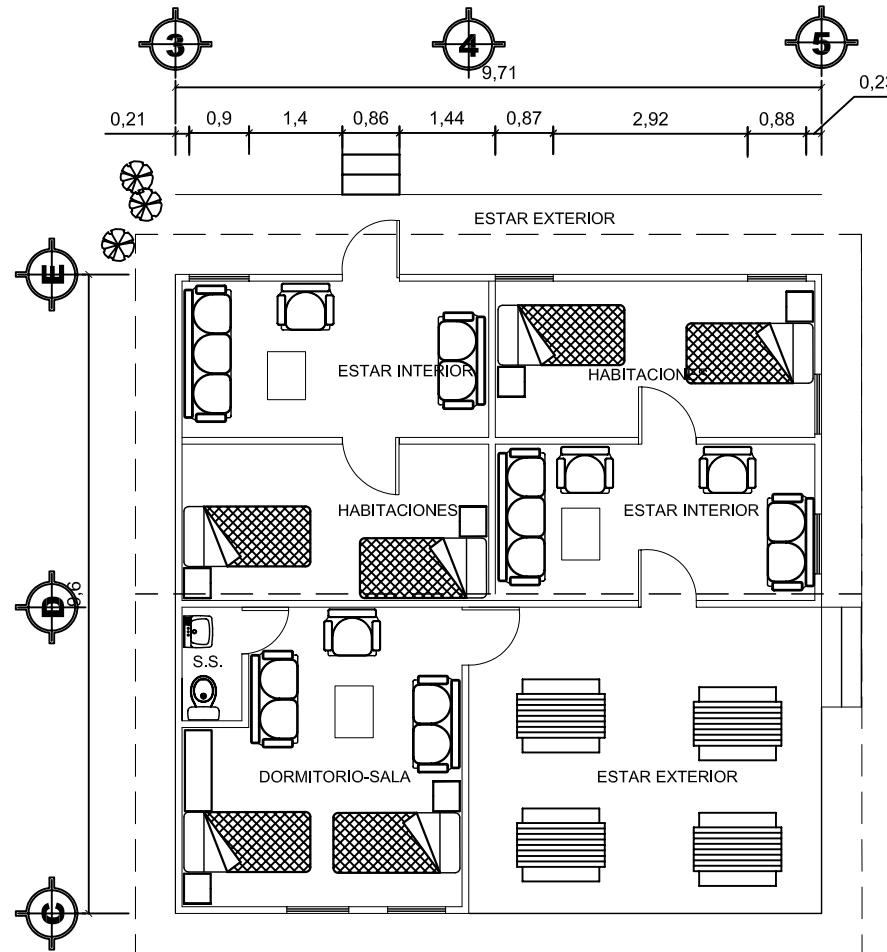 3
4
5
9,71
0,23
0,21
0,9
1,4
0,86
1,44
0,87
2,92
0,88
ESTAR EXTERIOR
E
ESTAR INTERIOR
HABITACIONES
HABITACIONES
ESTAR INTERIOR
9,6
D
S.S.
DORMITORIO-SALA
ESTAR EXTERIOR
C